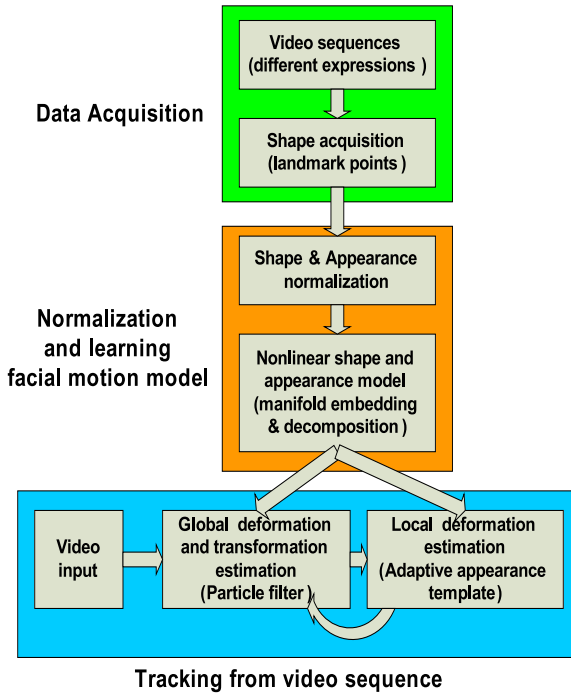 Video sequences
(different expressions )
Data Acquisition
Shape acquisition
(landmark points )
Shape & Appearance
normalization
Normalization
and learning
facial motion model
Nonlinear shape and
appearance model
(manifold embedding
& decomposition )
Video
input
Global deformation
and transformation
estimation
(Particle filter )
Local deformation
estimation
(Adaptive appearance
template)
Tracking from video sequence